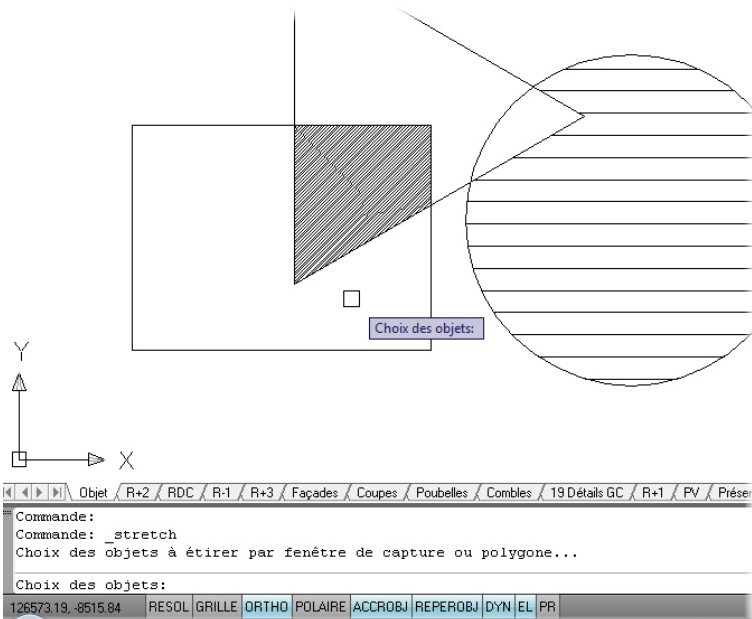 Choix des objets:
Y
X
Objet R+2 RDC R-1 R+3 Façades Coupes Poubelles Combles 19 Détails GC R+1 PV Préser
Commande:
Commande: _stretch
Choix des objets à étirer par fenêtre de capture ou polygone...
Choix des objets:
126573.19, -8515.84 RESOL GRILLE ORTHO POLAIRE ACCROBJ REPEROBJ DYN EL PR